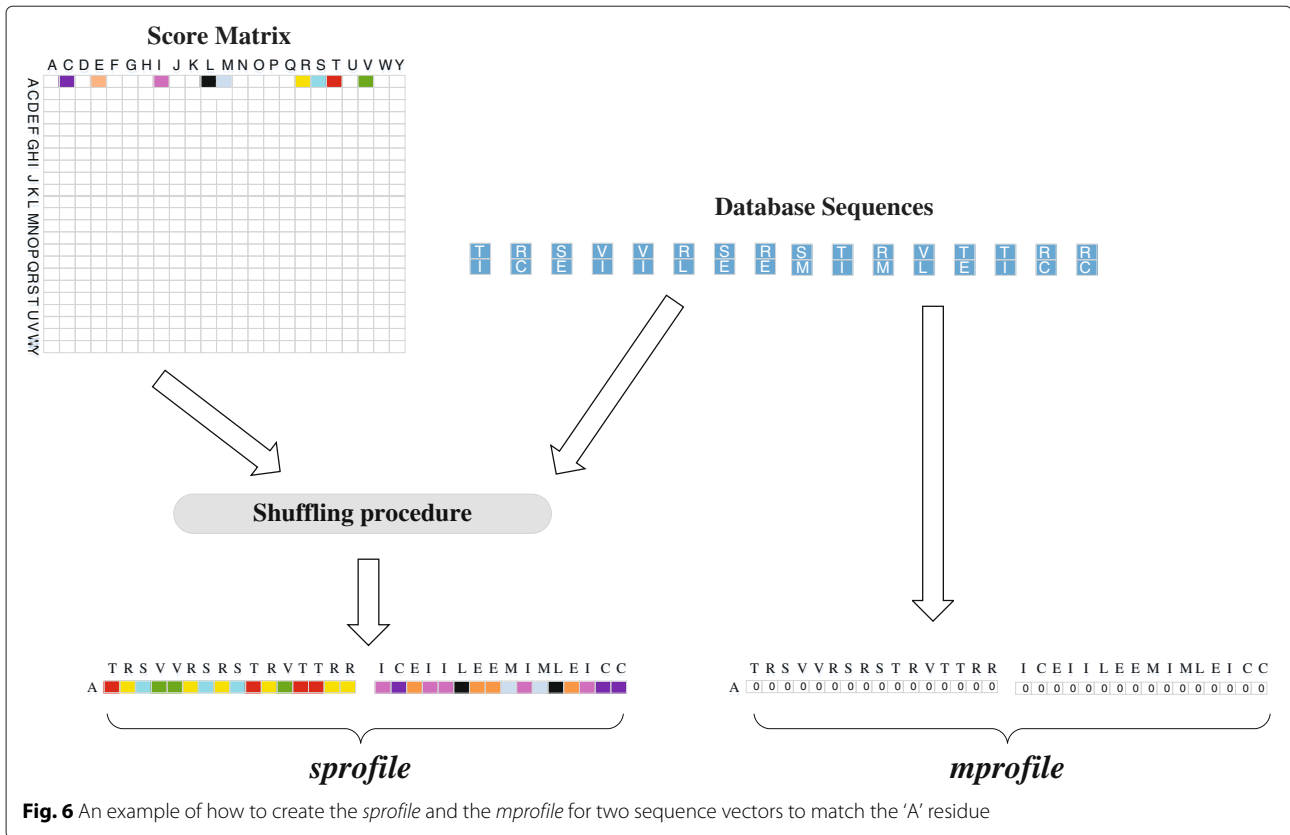 Score Matrix
A C D E F G H I J K L M N O P Q R S T U V W Y
A
C
D
E
F
G
H
I
J
K
L
M
N
O
P
Q
R
S
T
U
V
W
Y
Database Sequences
T R S V V R S R S T R V T T R R
I C E I I L E E M I M L E I C C
Shuffling procedure
T R S V V R S R S T R V T T R R I C E I I L E E M I M L E I C C
A
sprofile
T R S V V R S R S T R V T T R R I C E I I L E E M I M L E I C C
A 0 0 0 0 0 0 0 0 0 0 0 0 0 0 0 0 0 0 0 0 0 0 0 0 0 0 0 0 0 0 0 0
mprofile
Fig. 6 An example of how to create the sprofile and the mprofile for two sequence vectors to match the ‘A’ residue